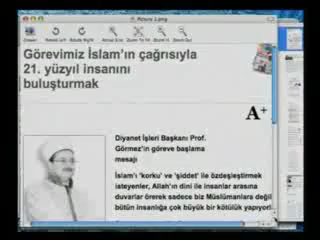 Görevimiz İslam'ın çağrısıyla
21. yüzyıl insanını
buluşturmak
A+
Diyanet İşleri Başkanı Prof.
Görmez'in göreve başlama
mesajı
İslam'ı 'korku' ve 'şiddet' ile özdeşleştirmek
isteyenler, Allah'ın dini ile insanlar arasına
duvarlar örerek sadece biz Müslümanlara değil
bütün insanlığa çok büyük bir kötülük yapıyorl